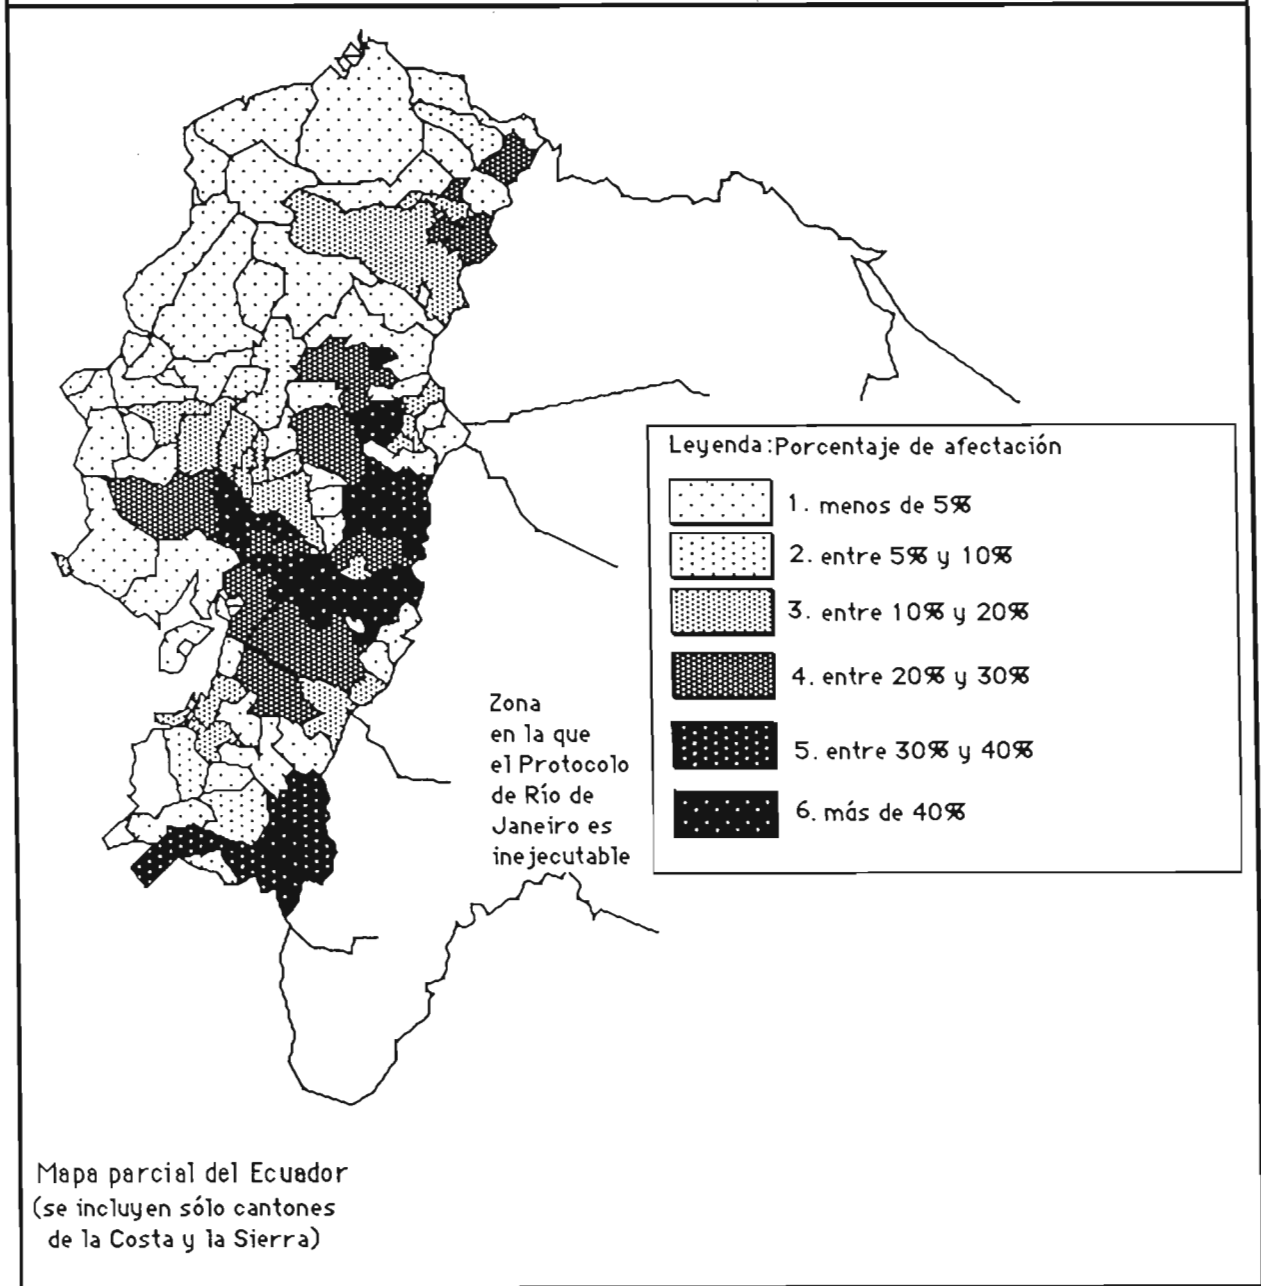 Leyenda:Porcentaje de afectación
1. menos de 5%
2. entre 5% y 10%
3. entre 10% y 20%
4. entre 20% y 30%
5. entre 30% y 40%
6. más de 40%
Zona
en la que
el Protocolo
de Río de
Janeiro es
inejecutable
Mapa parcial del Ecuador
(se incluyen sólo cantones
de la Costa y la Sierra)